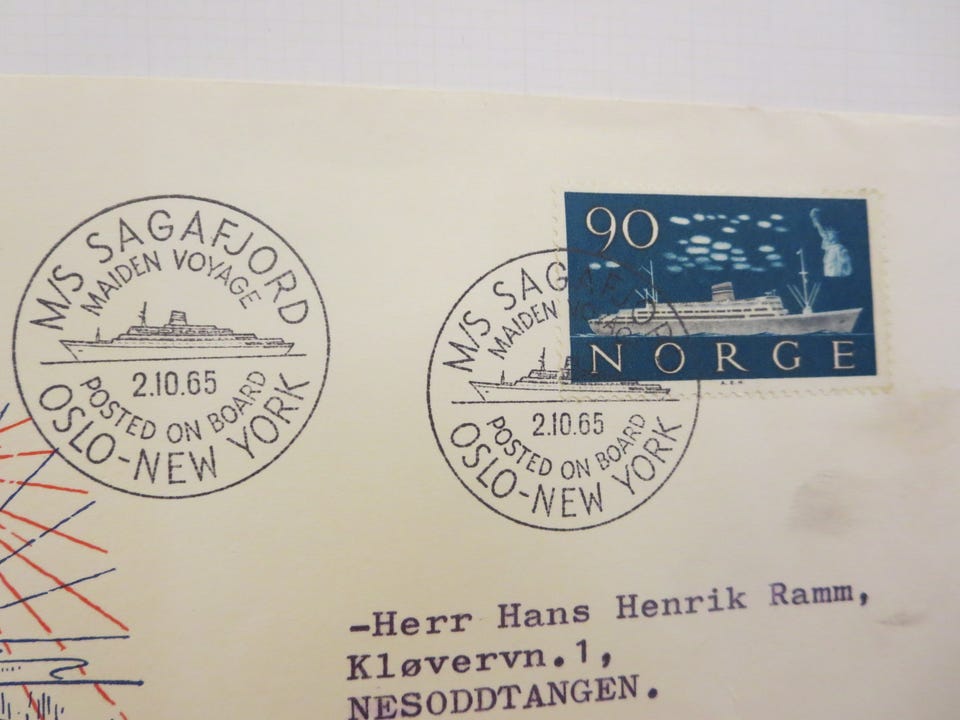 M/S SAGAFJORD
MAIDEN VOYAGE
2.10.65
POSTED ON BOARD
OSLO-NEW YORK
M/S SAGAFJORD
MAIDEN VOYAGE
2.10.65
POSTED ON BOARD
OSLO-NEW YORK
90
NORGE
-Herr Hans Henrik Ramm,
Kløvervn.1,
NESODDTANGEN.